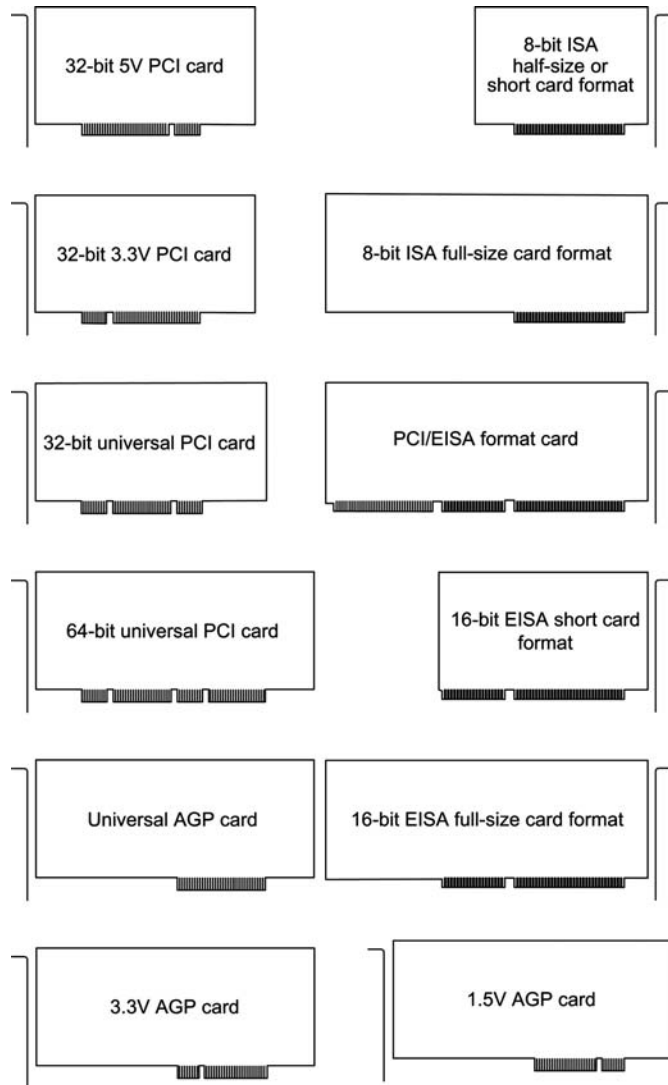 32-bit 5V PCI card
8-bit ISA
half-size or
short card format
32-bit 3.3V PCI card
8-bit ISA full-size card format
32-bit universal PCI card
PCI/EISA format card
64-bit universal PCI card
16-bit EISA short card
format
Universal AGP card
16-bit EISA full-size card format
3.3V AGP card
1.5V AGP card